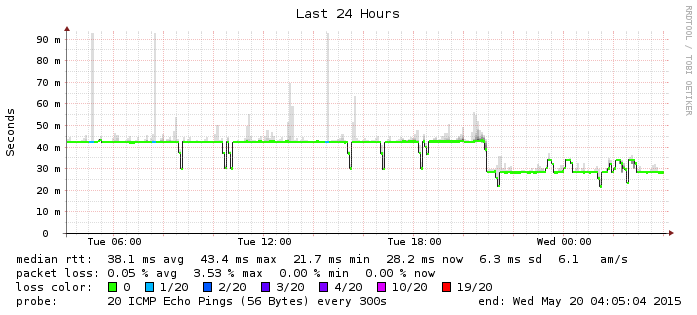 Last 24 Hours
RRDTOOL / TOBI OETIKER
Seconds
90 m
80 m
70 m
60 m
50 m
40 m
30 m
20 m
10 m
0
Tue 06:00 Tue 12:00 Tue 18:00 Wed 00:00
median rtt: 38.1 ms avg 43.4 ms max 21.7 ms min 28.2 ms now 6.3 ms sd 6.1 am/s
packet loss: 0.05 % avg 3.53 % max 0.00 % min 0.00 % now
loss color: 0 1/20 2/20 3/20 4/20 10/20 19/20
probe: 20 ICMP Echo Pings (56 Bytes) every 300s end: Wed May 20 04:05:04 2015